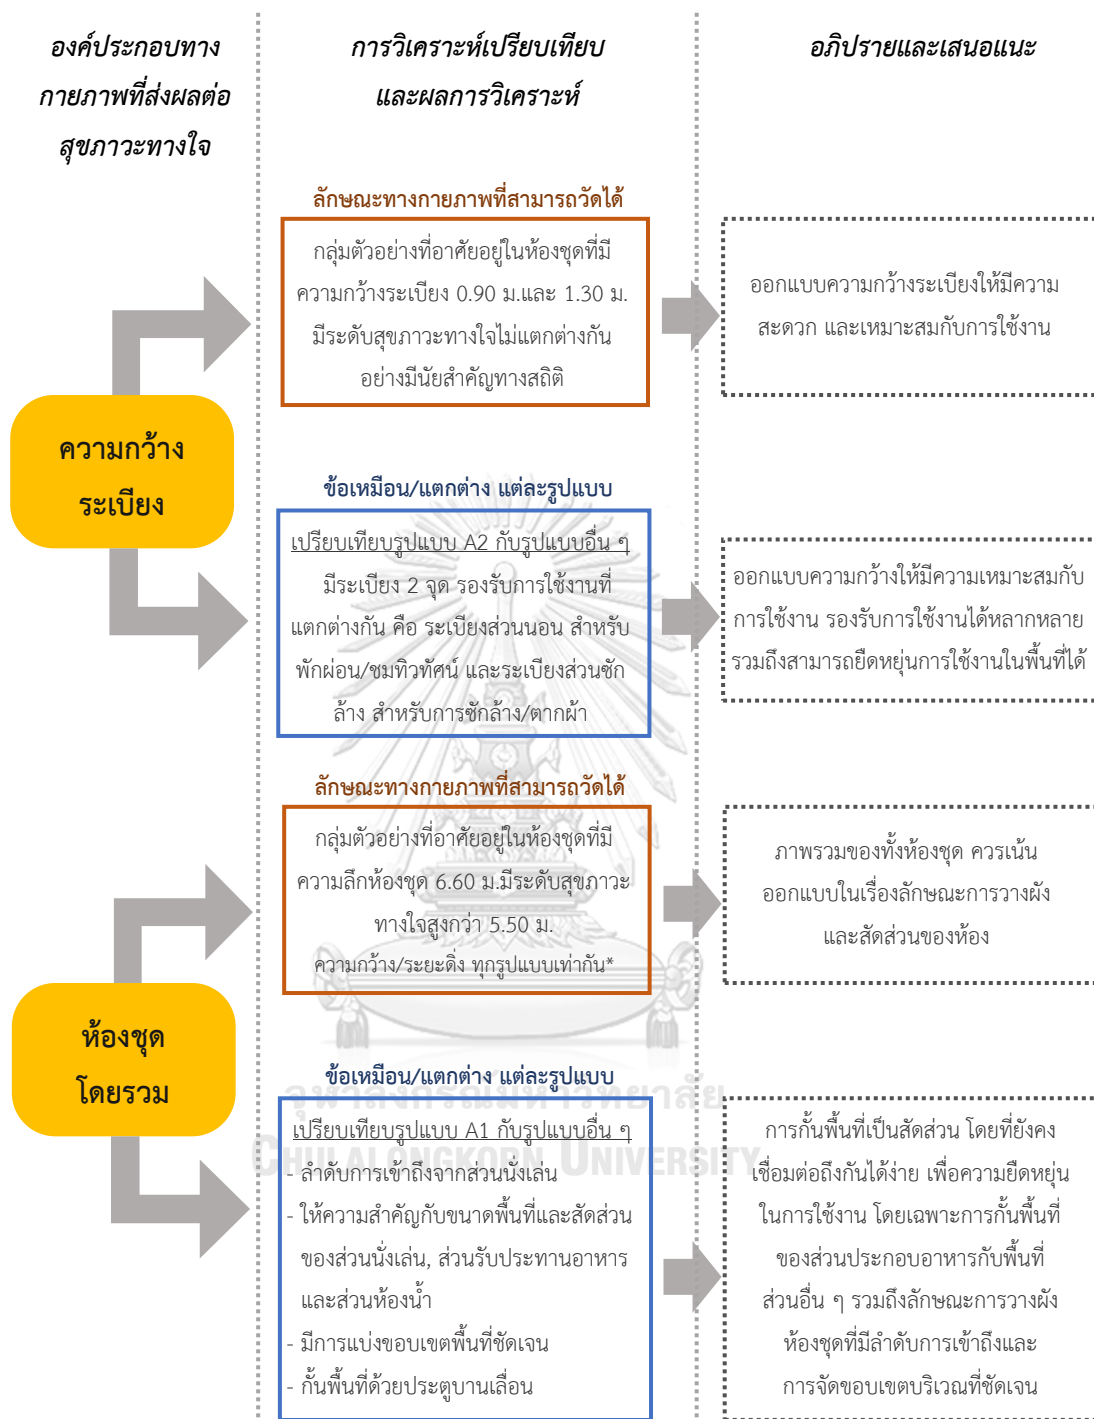 องค์ประกอบทาง
กายภาพที่ส่งผลต่อ
สุขภาวะทางใจ
การวิเคราะห์เปรียบเทียบ
และผลการวิเคราะห์
อภิปรายและเสนอแนะ
ความกว้าง
ระเบียง
ลักษณะทางกายภาพที่สามารถวัดได้
กลุ่มตัวอย่างที่อาศัยอยู่ในห้องชุดที่มี
ความกว้างระเบียง 0.90 ม.และ 1.30 ม.
มีระดับสุขภาวะทางใจไม่แตกต่างกัน
อย่างมีนัยสำคัญทางสถิติ
ออกแบบความกว้างระเบียงให้มีความ
สะดวก และเหมาะสมกับการใช้งาน
ข้อเหมือน/แตกต่าง แต่ละรูปแบบ
เปรียบเทียบรูปแบบ A2 กับรูปแบบอื่น ๆ
มีระเบียง 2 จุด รองรับการใช้งานที่
แตกต่างกัน คือ ระเบียงส่วนนอน สำหรับ
พักผ่อน/ชมทิวทัศน์ และระเบียงส่วนซัก
ล้าง สำหรับการซักล้าง/ตากผ้า
ออกแบบความกว้างให้มีความเหมาะสมกับ
การใช้งาน รองรับการใช้งานได้หลากหลาย
รวมถึงสามารถยืดหยุ่นการใช้งานในพื้นที่ได้
ห้องชุด
โดยรวม
ลักษณะทางกายภาพที่สามารถวัดได้
กลุ่มตัวอย่างที่อาศัยอยู่ในห้องชุดที่มี
ความลึกห้องชุด 6.60 ม.มีระดับสุขภาวะ
ทางใจสูงกว่า 5.50 ม.
ความกว้าง/ระยะดิ่ง ทุกรูปแบบเท่ากัน*
ภาพรวมของทั้งห้องชุด ควรเน้น
ออกแบบในเรื่องลักษณะการวางผัง
และสัดส่วนของห้อง
ข้อเหมือน/แตกต่าง แต่ละรูปแบบ
เปรียบเทียบรูปแบบ A1 กับรูปแบบอื่น ๆ
- ลำดับการเข้าถึงจากส่วนนั่งเล่น
- ให้ความสำคัญกับขนาดพื้นที่และสัดส่วน
ของส่วนนั่งเล่น, ส่วนรับประทานอาหาร
และส่วนห้องน้ำ
- มีการแบ่งขอบเขตพื้นที่ชัดเจน
- กั้นพื้นที่ด้วยประตูบานเลื่อน
การกั้นพื้นที่เป็นสัดส่วน โดยที่ยังคง
เชื่อมต่อถึงกันได้ง่าย เพื่อความยืดหยุ่น
ในการใช้งาน โดยเฉพาะการกั้นพื้นที่
ของส่วนประกอบอาหารกับพื้นที่
ส่วนอื่น ๆ รวมถึงลักษณะการวางผัง
ห้องชุดที่มีลำดับการเข้าถึงและ
การจัดขอบเขตบริเวณที่ชัดเจน
จุฬาลงกรณ์มหาวิทยาลัย
CHULALONGKORN UNIVERSITY